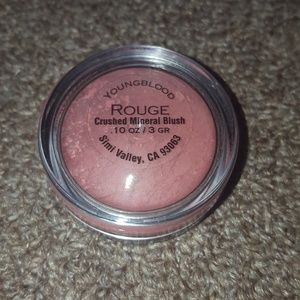 YOUNGBLOOD
ROUGE
Crushed Mineral Blush
.10 OZ / 3 GR
Simi Valley, CA 93063